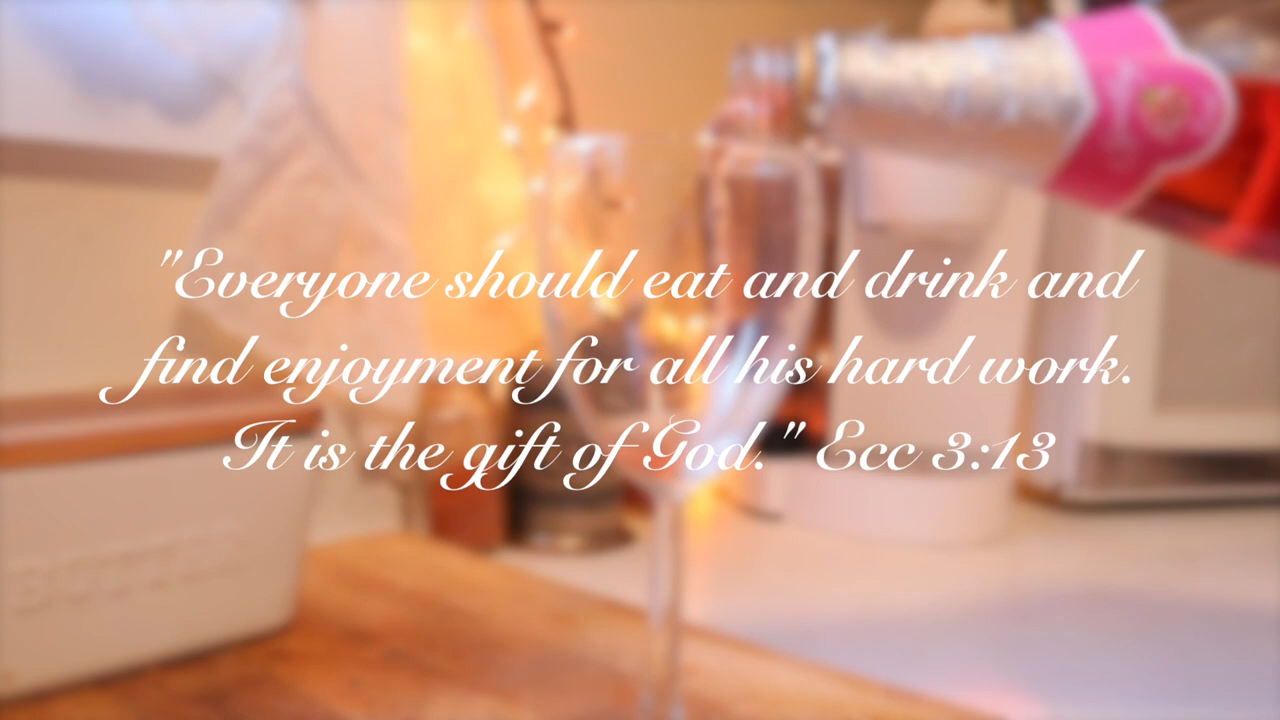 "Everyone should eat and drink and
find enjoyment for all his hard work.
It is the gift of God." Ecc 3:13
BUTTER